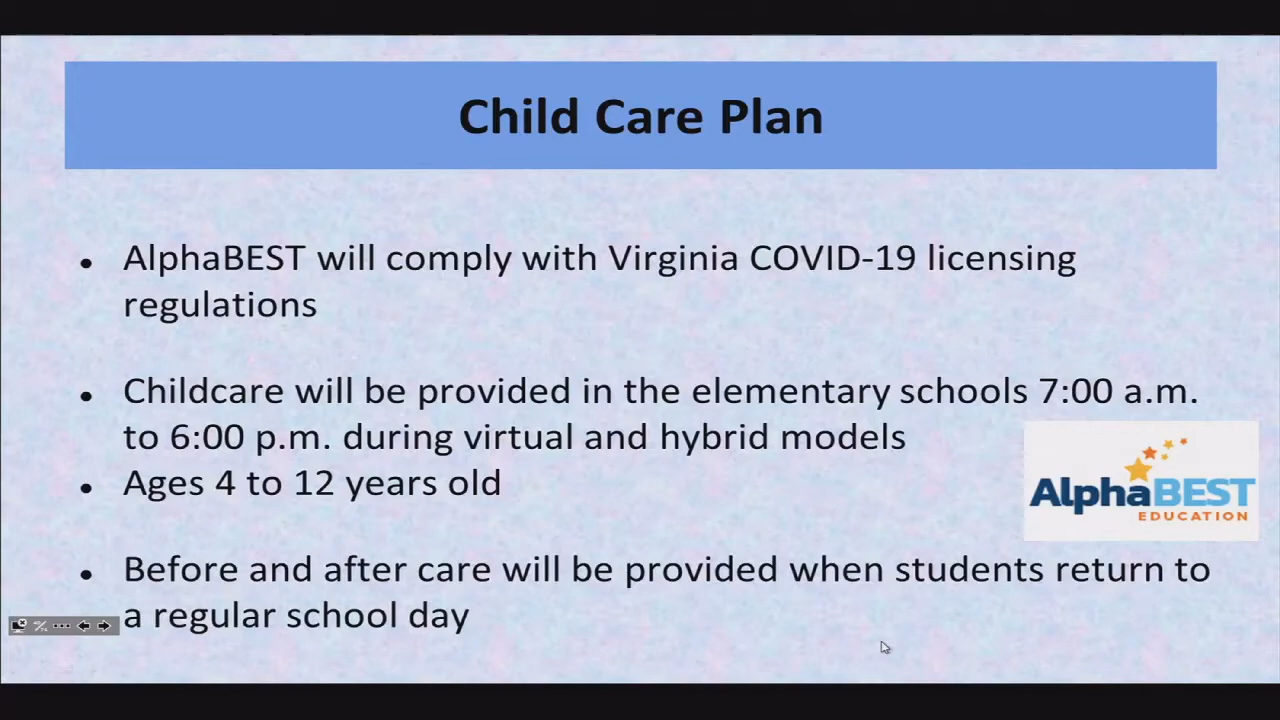 Child Care Plan
• AlphaBEST will comply with Virginia COVID-19 licensing
regulations
• Childcare will be provided in the elementary schools 7:00 a.m.
to 6:00 p.m. during virtual and hybrid models
• Ages 4 to 12 years old
AlphaBEST
EDUCATION
• Before and after care will be provided when students return to
a regular school day